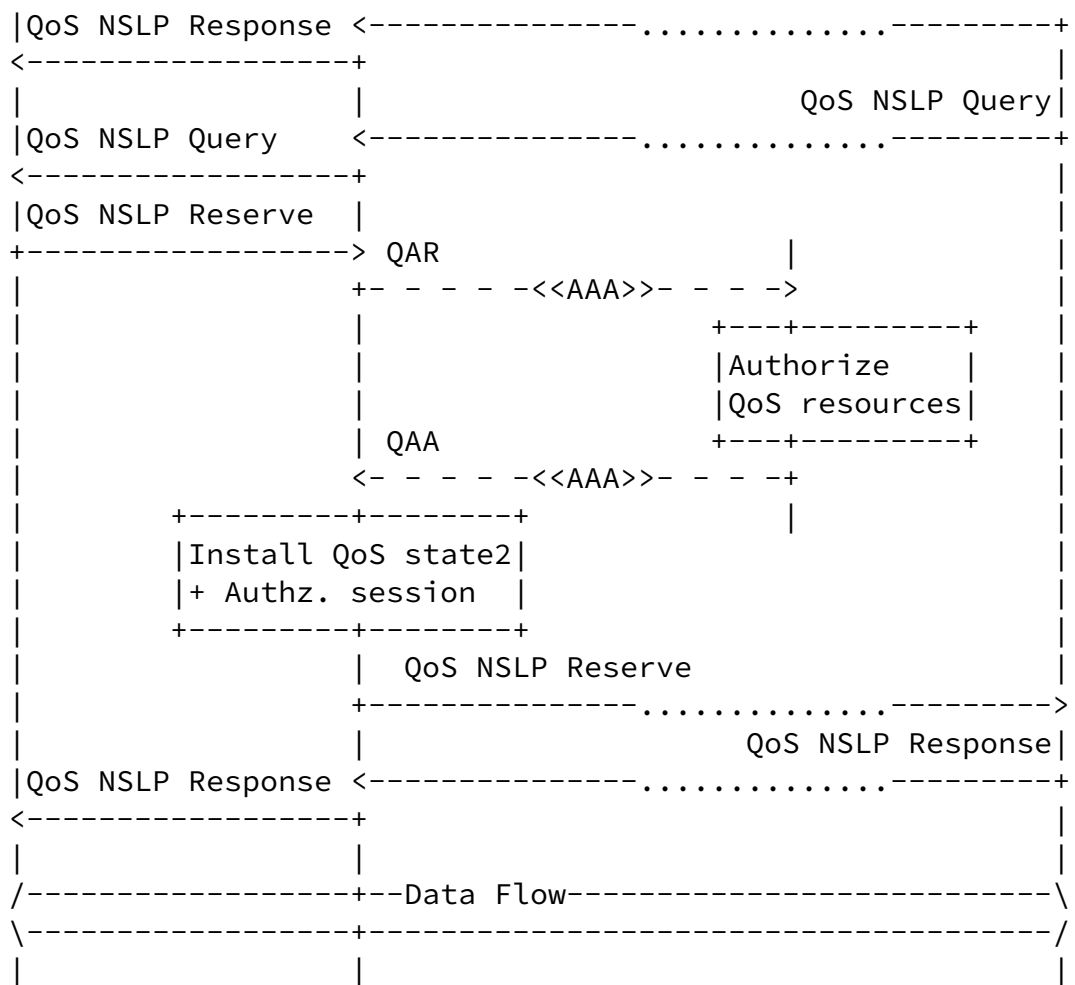 |QoS NSLP Response <---------------..............---------+
<------------------+                                      |
|                  |                        QoS NSLP Query|
|QoS NSLP Query    <---------------..............---------+
<------------------+                                      |
|QoS NSLP Reserve  |                                      |
+------------------> QAR                   |              |
|                  +- - - - -<<AAA>>- - - ->              |
|                  |                   +---+---------+    |
|                  |                   |Authorize    |    |
|                  |                   |QoS resources|    |
|                  | QAA               +---+---------+    |
|                  <- - - - -<<AAA>>- - - -+              |
|        +---------+--------+              |              |
|        |Install QoS state2|                             |
|        |+ Authz. session  |                             |
|        +---------+--------+                             |
|                  |  QoS NSLP Reserve                    |
|                  +---------------..............--------->
|                  |                     QoS NSLP Response|
|QoS NSLP Response <---------------..............---------+
<------------------+                                      |
|                  |                                      |
/------------------+--Data Flow---------------------------\
\------------------+--------------------------------------/
|                  |                                      |